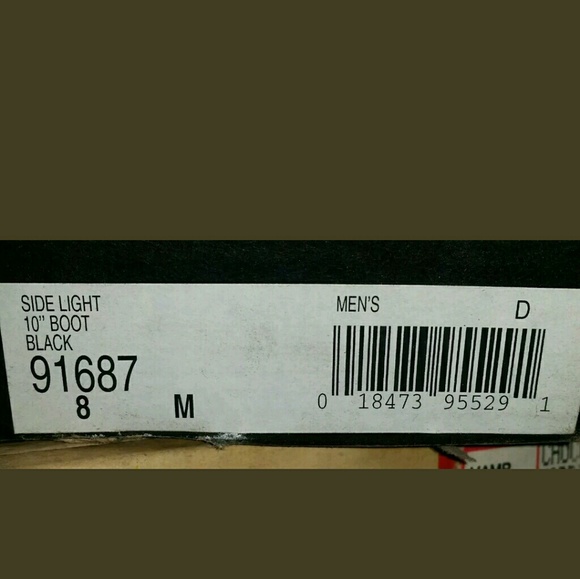 SIDE LIGHT
10" BOOT
BLACK
91687
8 M
MEN'S D
0 18473 95529 1